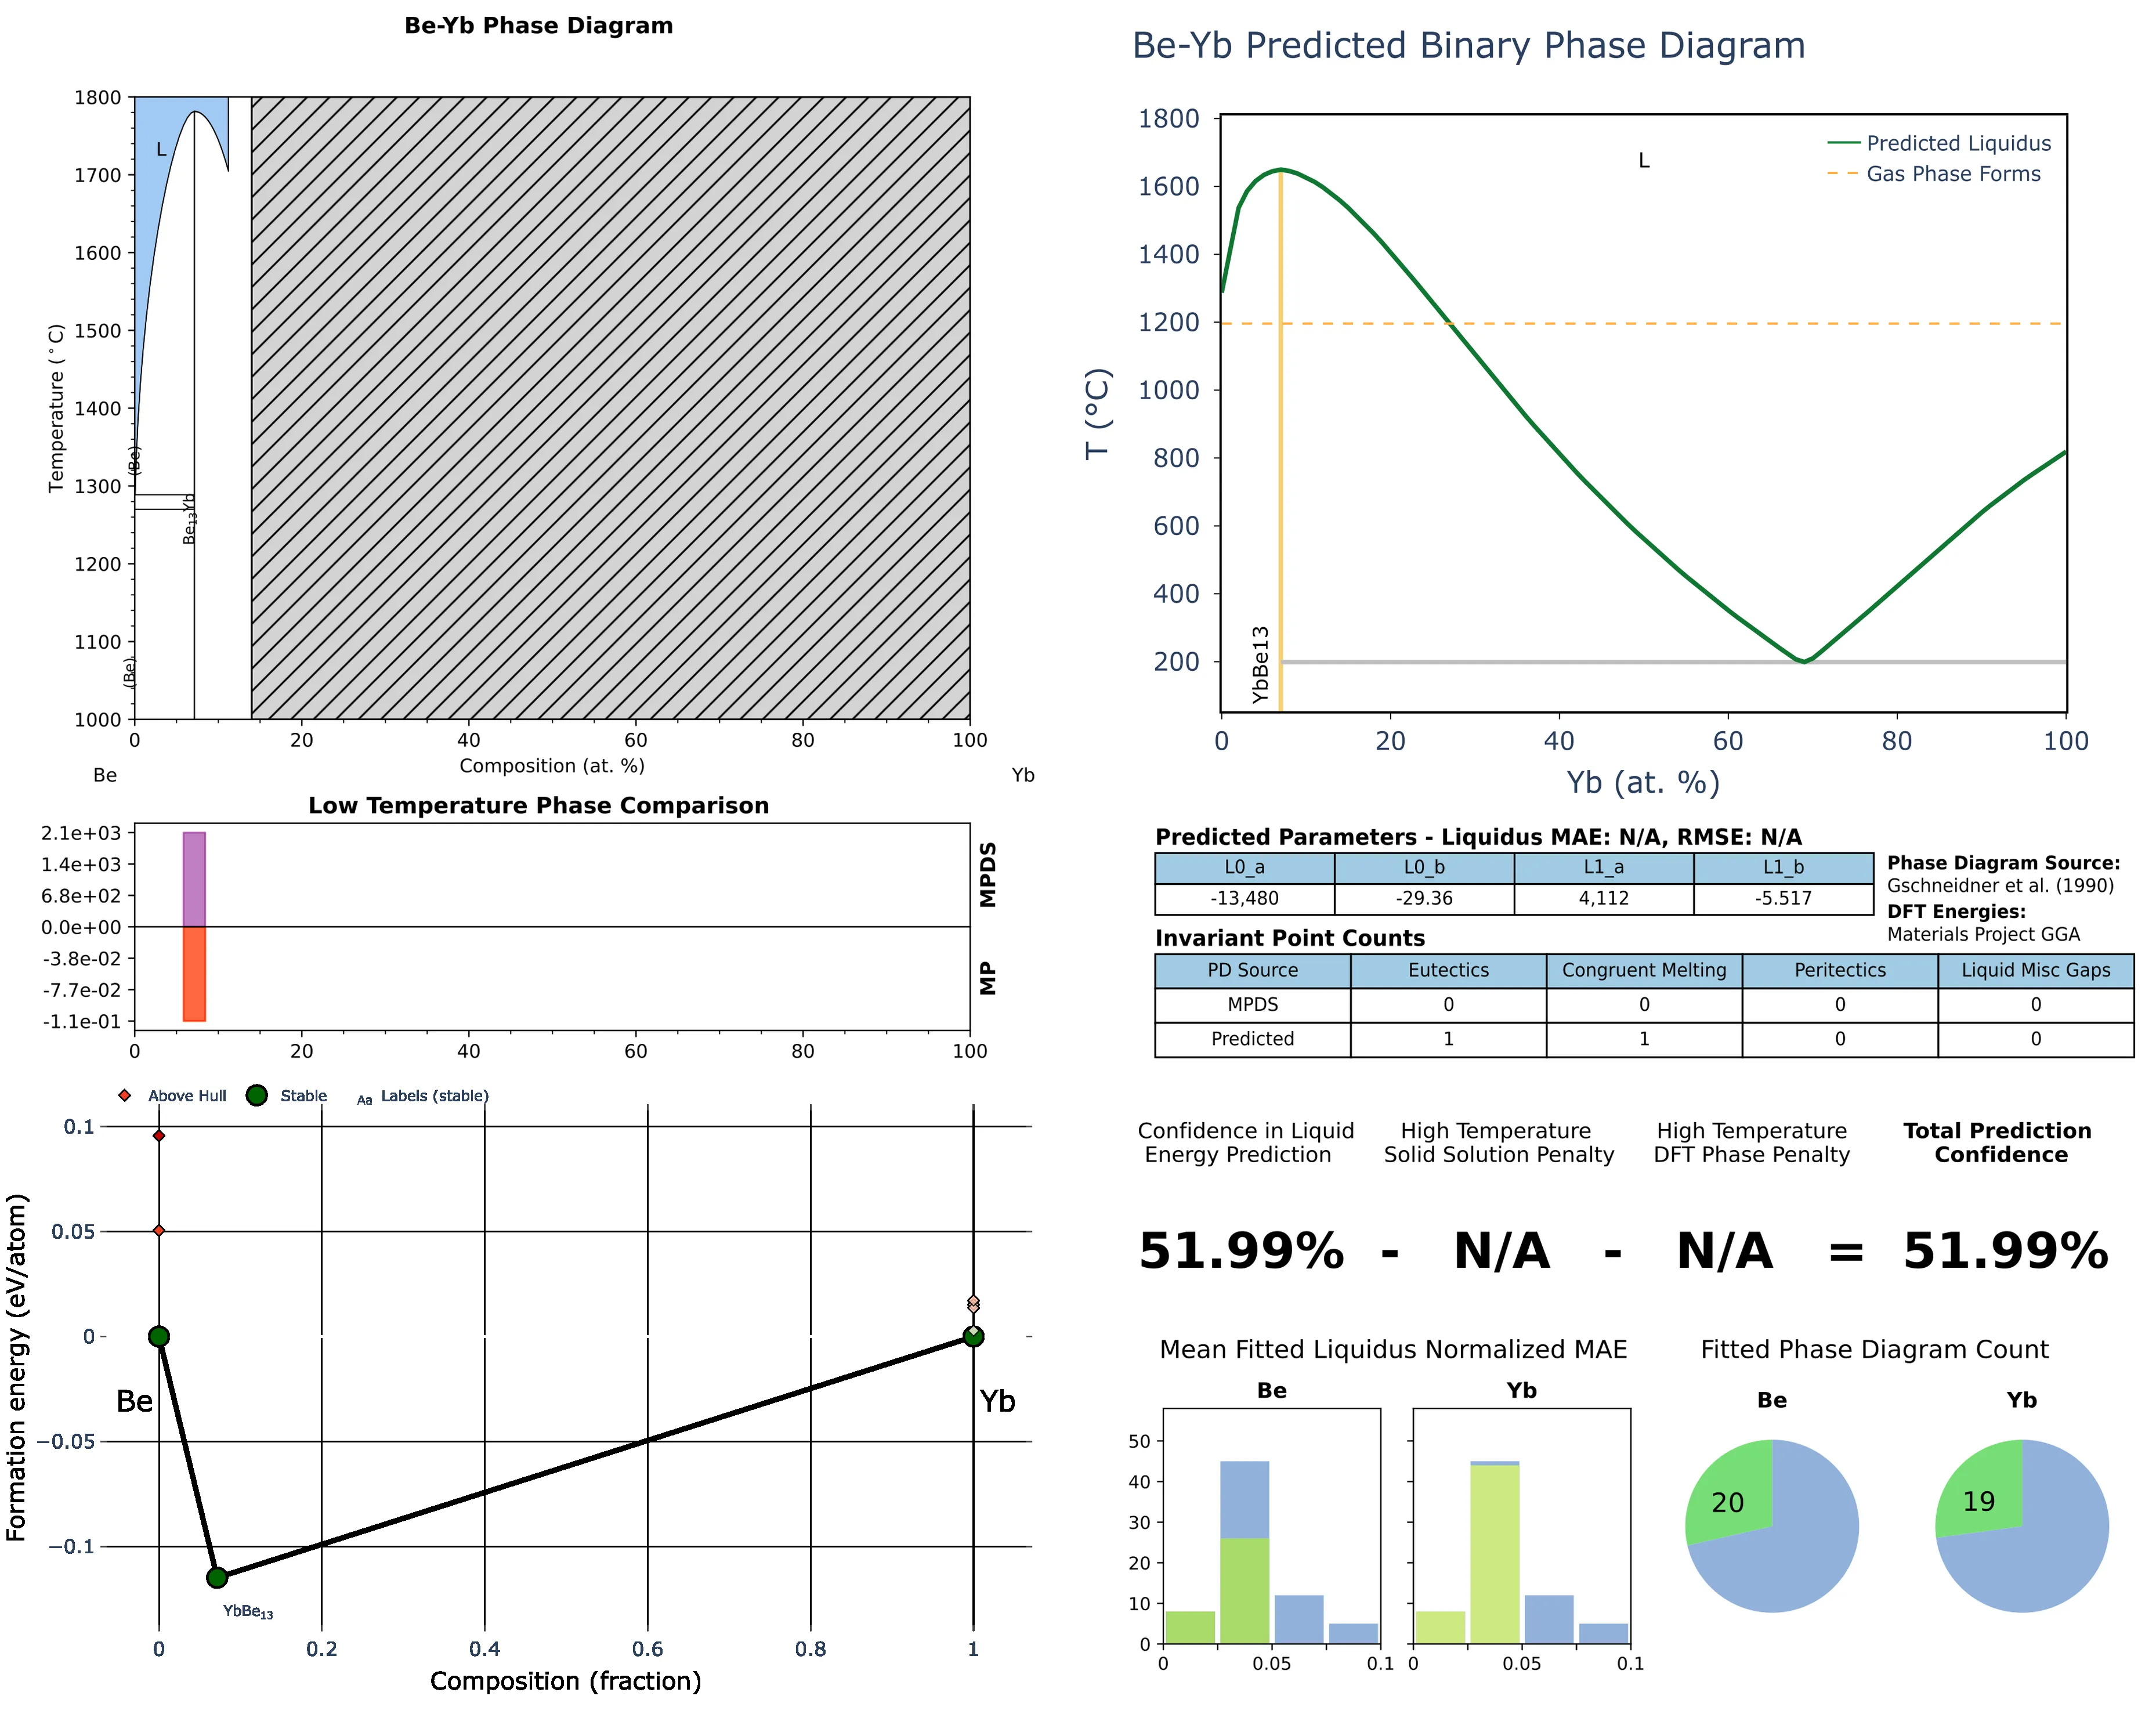 Be-Yb Phase Diagram
1800
1700
1600
1500
1400
1300
1200
1100
1000
Temperature (°C)
L
(Be)
Be13Yb
(Be)
0 20 40 60 80 100
Composition (at. %)
Be Yb
Low Temperature Phase Comparison
2.1e+03
1.4e+03
6.8e+02
0.0e+00
-3.8e-02
-7.7e-02
-1.1e-01
MPDS
MP
0 20 40 60 80 100
Above Hull Stable Aa Labels (stable)
0.1
0.05
0
−0.05
−0.1
Formation energy (eV/atom)
Be Yb
YbBe13
0 0.2 0.4 0.6 0.8 1
Composition (fraction)
Be-Yb Predicted Binary Phase Diagram
1800
1600
1400
1200
1000
800
600
400
200
T (°C)
L
Predicted Liquidus
Gas Phase Forms
YbBe13
0 20 40 60 80 100
Yb (at. %)
Predicted Parameters - Liquidus MAE: N/A, RMSE: N/A
L0_a L0_b L1_a L1_b
-13,480 -29.36 4,112 -5.517
Phase Diagram Source:
Gschneidner et al. (1990)
DFT Energies:
Materials Project GGA
Invariant Point Counts
PD Source Eutectics Congruent Melting Peritectics Liquid Misc Gaps
MPDS 0 0 0 0
Predicted 1 1 0 0
Confidence in Liquid
Energy Prediction
High Temperature
Solid Solution Penalty
High Temperature
DFT Phase Penalty
Total Prediction
Confidence
51.99% - N/A - N/A = 51.99%
Mean Fitted Liquidus Normalized MAE
Be Yb
50
40
30
20
10
0
0 0.05 0.1 0 0.05 0.1
Fitted Phase Diagram Count
Be Yb
20 19